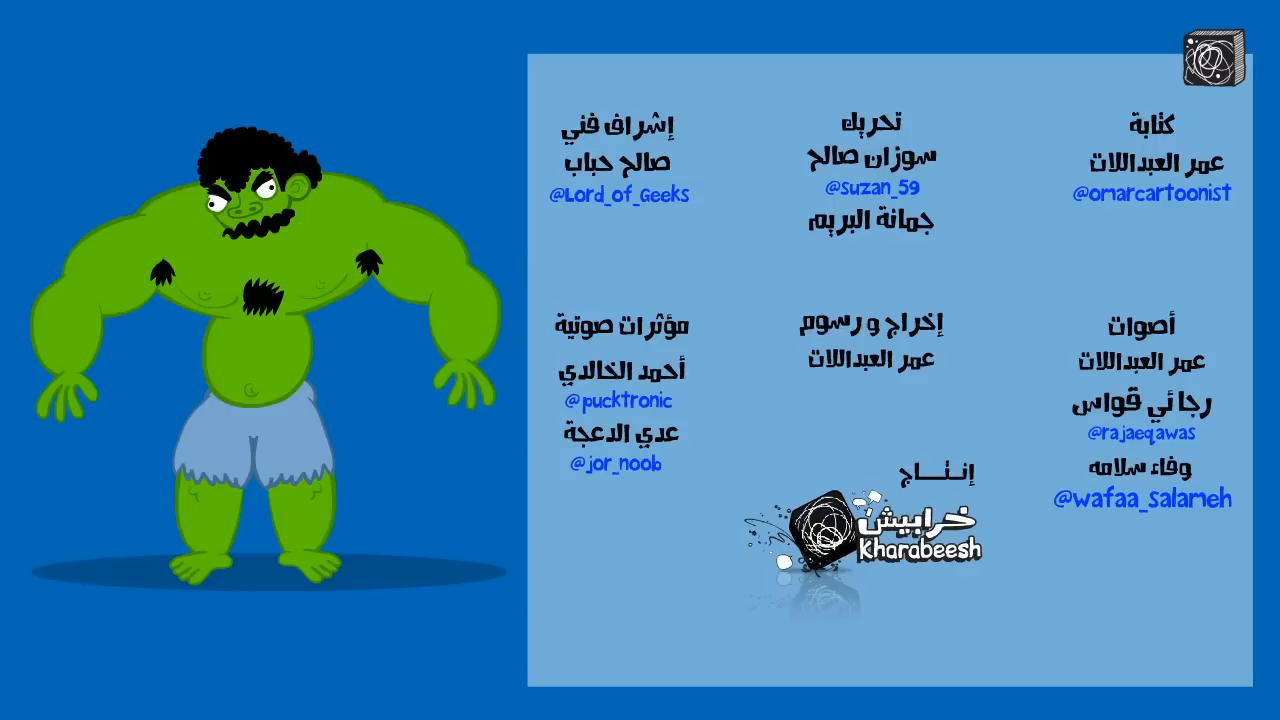 كتابة
عمر العبداللات
@omarcartoonist
تحريك
سوزان صالح
@suzan_59
جمانة البريم
إشراف فني
صالح حباب
@Lord_of_Geeks
أصوات
عمر العبداللات
رجائي قواس
@rajaeqawas
وفاء سلامه
@wafaa_salameh
إخراج و رسوم
عمر العبداللات
مؤثرات صوتية
أحمد الخالدي
@pucktronic
عدي الدعجة
@jor_noob
إنتــاج
خرابيش
Kharabeesh